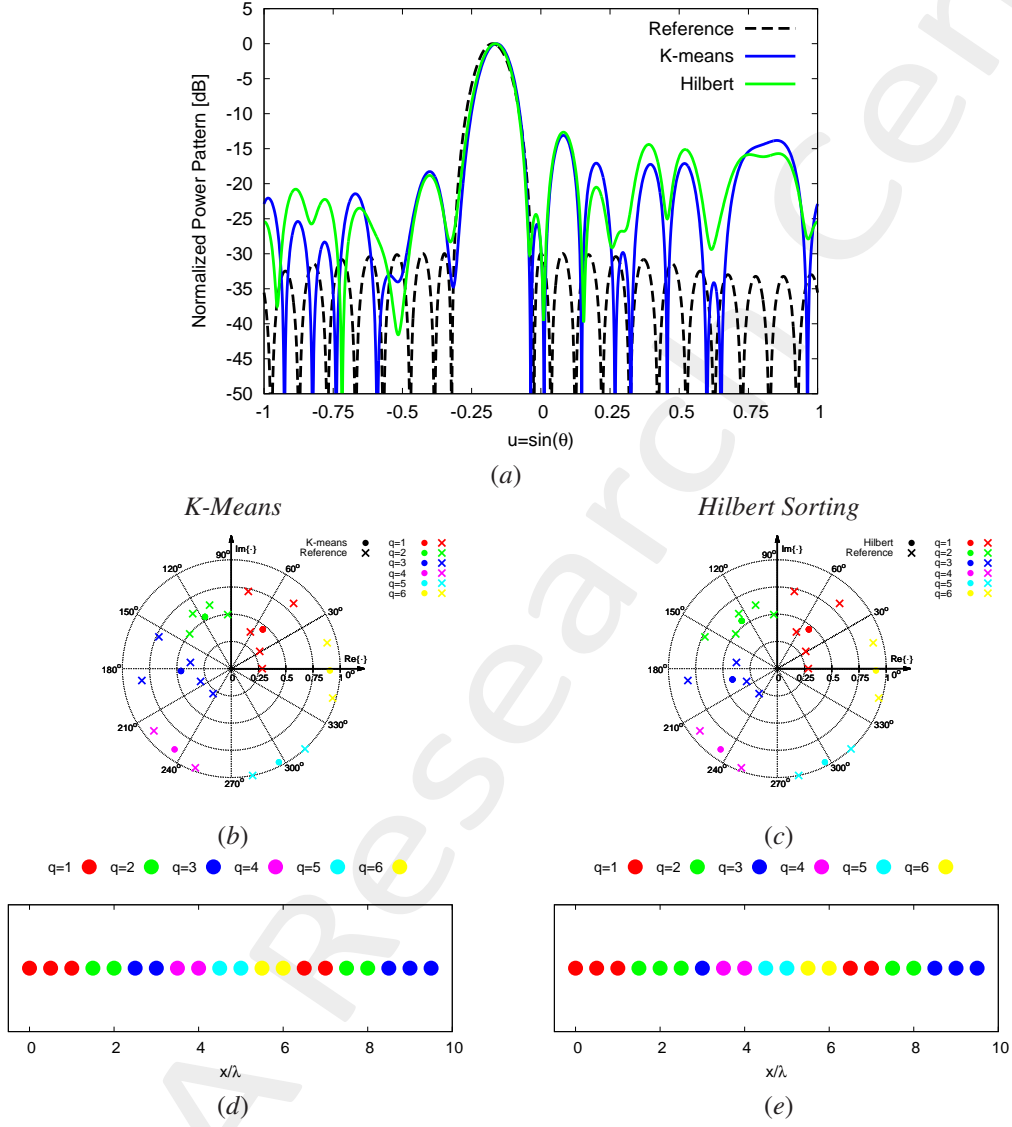 Reference
K-means
Hilbert
Normalized Power Pattern [dB]
5
0
-5
-10
-15
-20
-25
-30
-35
-40
-45
-50
-1 -0.75 -0.5 -0.25 0 0.25 0.5 0.75 1
u=sin(θ)
(a)
K-Means
Hilbert Sorting
K-means
Reference
q=1
q=2
q=3
q=4
q=5
q=6
Im{·}
Re{·}
90°
60°
120°
30°
150°
180°
0°
0 0.25 0.5 0.75 1
210°
330°
240°
300°
270°
Hilbert
Reference
q=1
q=2
q=3
q=4
q=5
q=6
Im{·}
Re{·}
90°
60°
120°
30°
150°
180°
0°
0 0.25 0.5 0.75 1
210°
330°
240°
300°
270°
(b)
(c)
q=1 q=2 q=3 q=4 q=5 q=6
0 2 4 6 8 10
x/λ
(d)
q=1 q=2 q=3 q=4 q=5 q=6
0 2 4 6 8 10
x/λ
(e)
A Research Cen